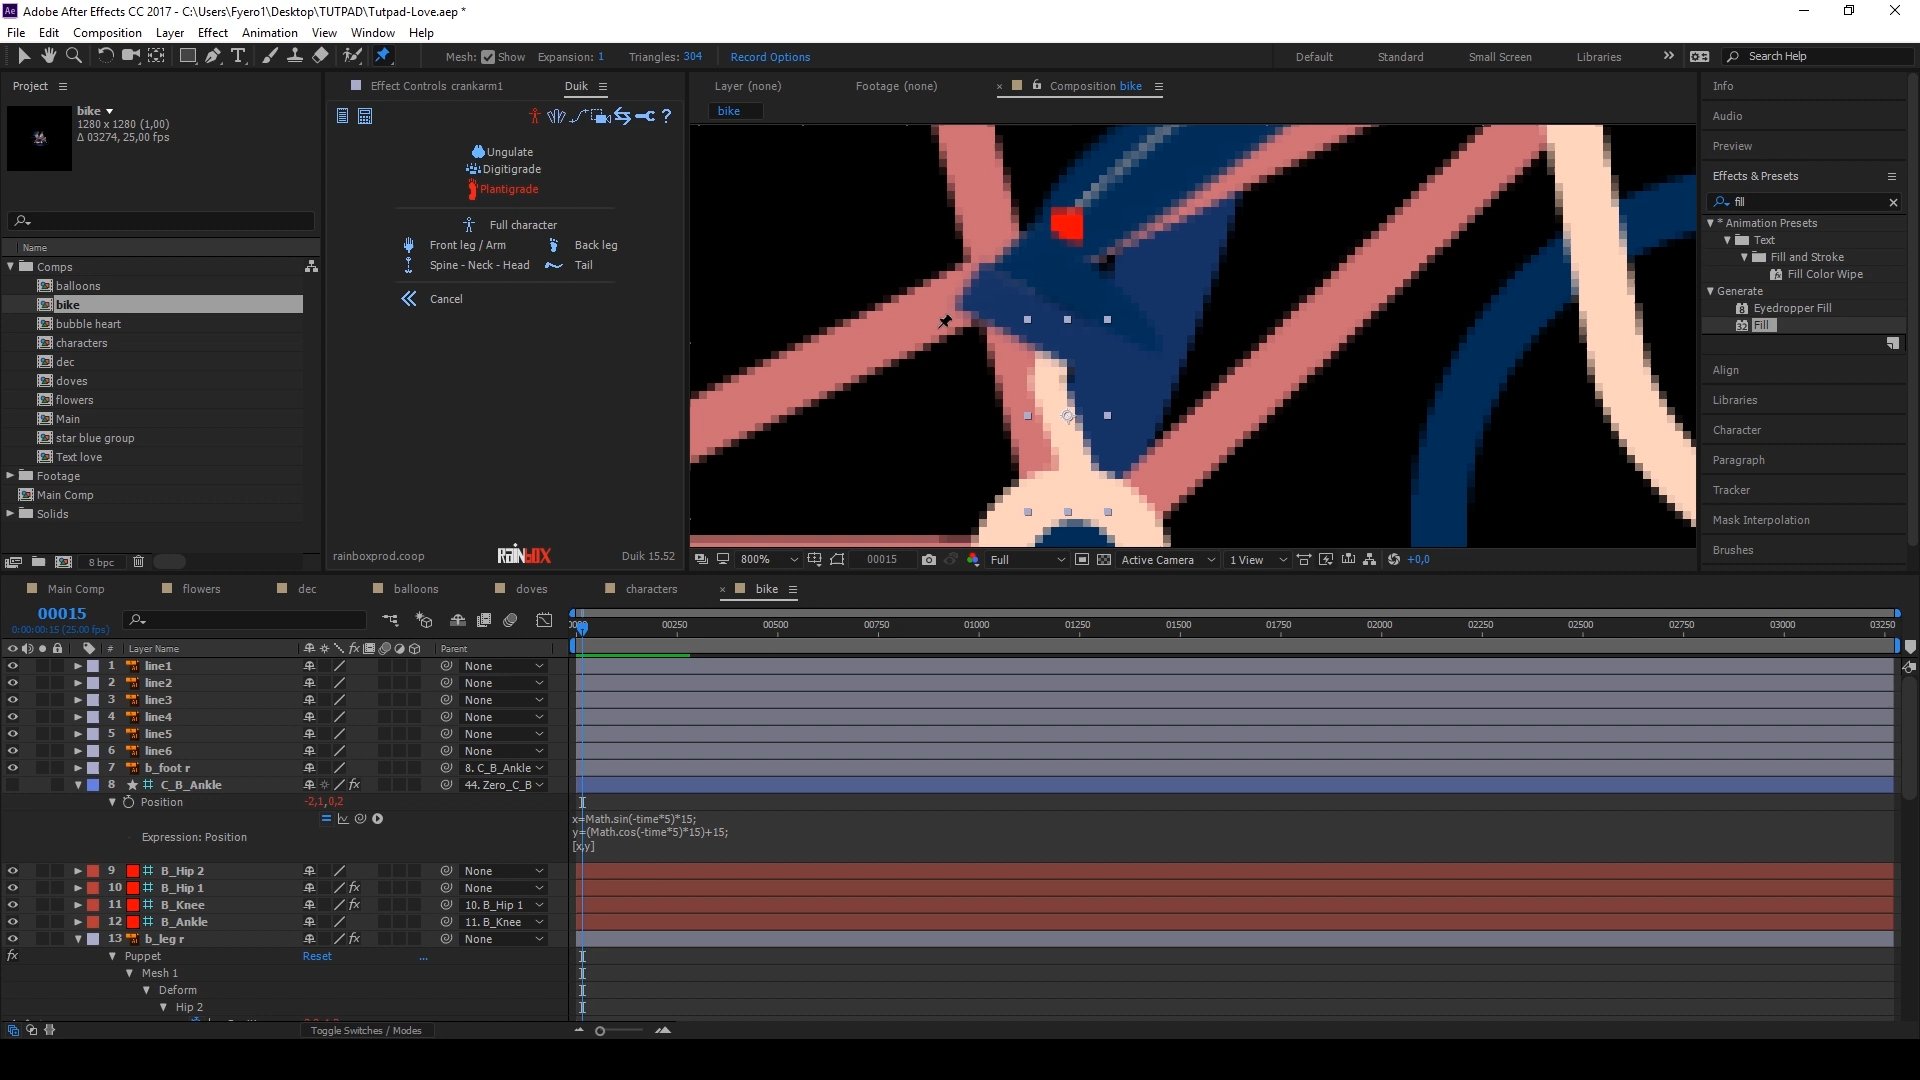 Adobe After Effects CC 2017 - C:\Users\Fyero1\Desktop\TUTPAD\Tutpad-Love.aep *
File Edit Composition Layer Effect Animation View Window Help
Mesh: Show Expansion: 1 Triangles: 304 Record Options
Default Standard Small Screen Libraries Search Help
Project
bike
1280 x 1280 (1,00)
Δ 03274, 25,00 fps
Name
Comps
balloons
bike
bubble heart
characters
dec
doves
flowers
Main
star blue group
Text love
Footage
Main Comp
Solids
8 bpc
Effect Controls crankarm1
Duik
Ungulate
Digitigrade
Plantigrade
Full character
Front leg / Arm Back leg
Spine - Neck - Head Tail
Cancel
rainboxprod.coop RAiNBOX Duik 15.52
Layer (none) Footage (none) Composition bike
bike
800% 00015 Full Active Camera 1 View +0,0
Info
Audio
Preview
Effects & Presets
fill
* Animation Presets
Text
Fill and Stroke
Fill Color Wipe
Generate
Eyedropper Fill
Fill
Align
Libraries
Character
Paragraph
Tracker
Mask Interpolation
Brushes
Main Comp flowers dec balloons doves characters bike
00015
0:00:00:15 (25.00 fps)
00250 00500 00750 01000 01250 01500 01750 02000 02250 02500 02750 03000 03250
# Layer Name Parent
1 line1 None
2 line2 None
3 line3 None
4 line4 None
5 line5 None
6 line6 None
7 b_foot r 8. C_B_Ankle
8 C_B_Ankle fx 44. Zero_C_B
Position -2,1,0,2
Expression: Position
x=Math.sin(-time*5)*15;
y=(Math.cos(-time*5)*15)+15;
[x,y]
9 B_Hip 2 None
10 B_Hip 1 fx None
11 B_Knee fx 10. B_Hip 1
12 B_Ankle 11. B_Knee
13 b_leg r fx None
fx Puppet Reset ...
Mesh 1
Deform
Hip 2
Toggle Switches / Modes